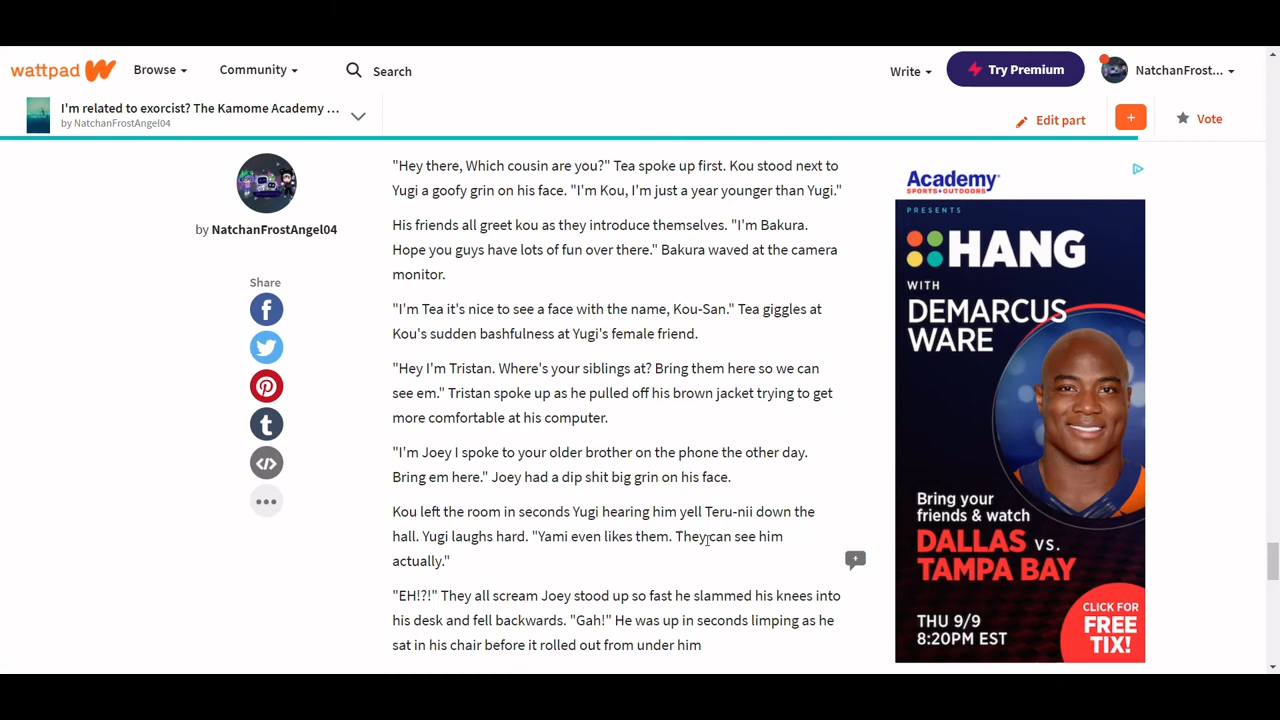 wattpad
Browse
Community
Search
Write
Try Premium
NatchanFrost...
I'm related to exorcist? The Kamome Academy ...
by NatchanFrostAngel04
Edit part
+
Vote
by NatchanFrostAngel04
Share
"Hey there, Which cousin are you?" Tea spoke up first. Kou stood next to
Yugi a goofy grin on his face. "I'm Kou, I'm just a year younger than Yugi."
His friends all greet kou as they introduce themselves. "I'm Bakura.
Hope you guys have lots of fun over there." Bakura waved at the camera
monitor.
"I'm Tea it's nice to see a face with the name, Kou-San." Tea giggles at
Kou's sudden bashfulness at Yugi's female friend.
"Hey I'm Tristan. Where's your siblings at? Bring them here so we can
see em." Tristan spoke up as he pulled off his brown jacket trying to get
more comfortable at his computer.
"I'm Joey I spoke to your older brother on the phone the other day.
Bring em here." Joey had a dip shit big grin on his face.
Kou left the room in seconds Yugi hearing him yell Teru-nii down the
hall. Yugi laughs hard. "Yami even likes them. They can see him
actually."
"EH!?!" They all scream Joey stood up so fast he slammed his knees into
his desk and fell backwards. "Gah!" He was up in seconds limping as he
sat in his chair before it rolled out from under him
Academy
SPORTS+OUTDOORS
PRESENTS
HANG
WITH
DEMARCUS
WARE
Bring your
friends & watch
DALLAS vs.
TAMPA BAY
THU 9/9
8:20PM EST
CLICK FOR
FREE
TIX!